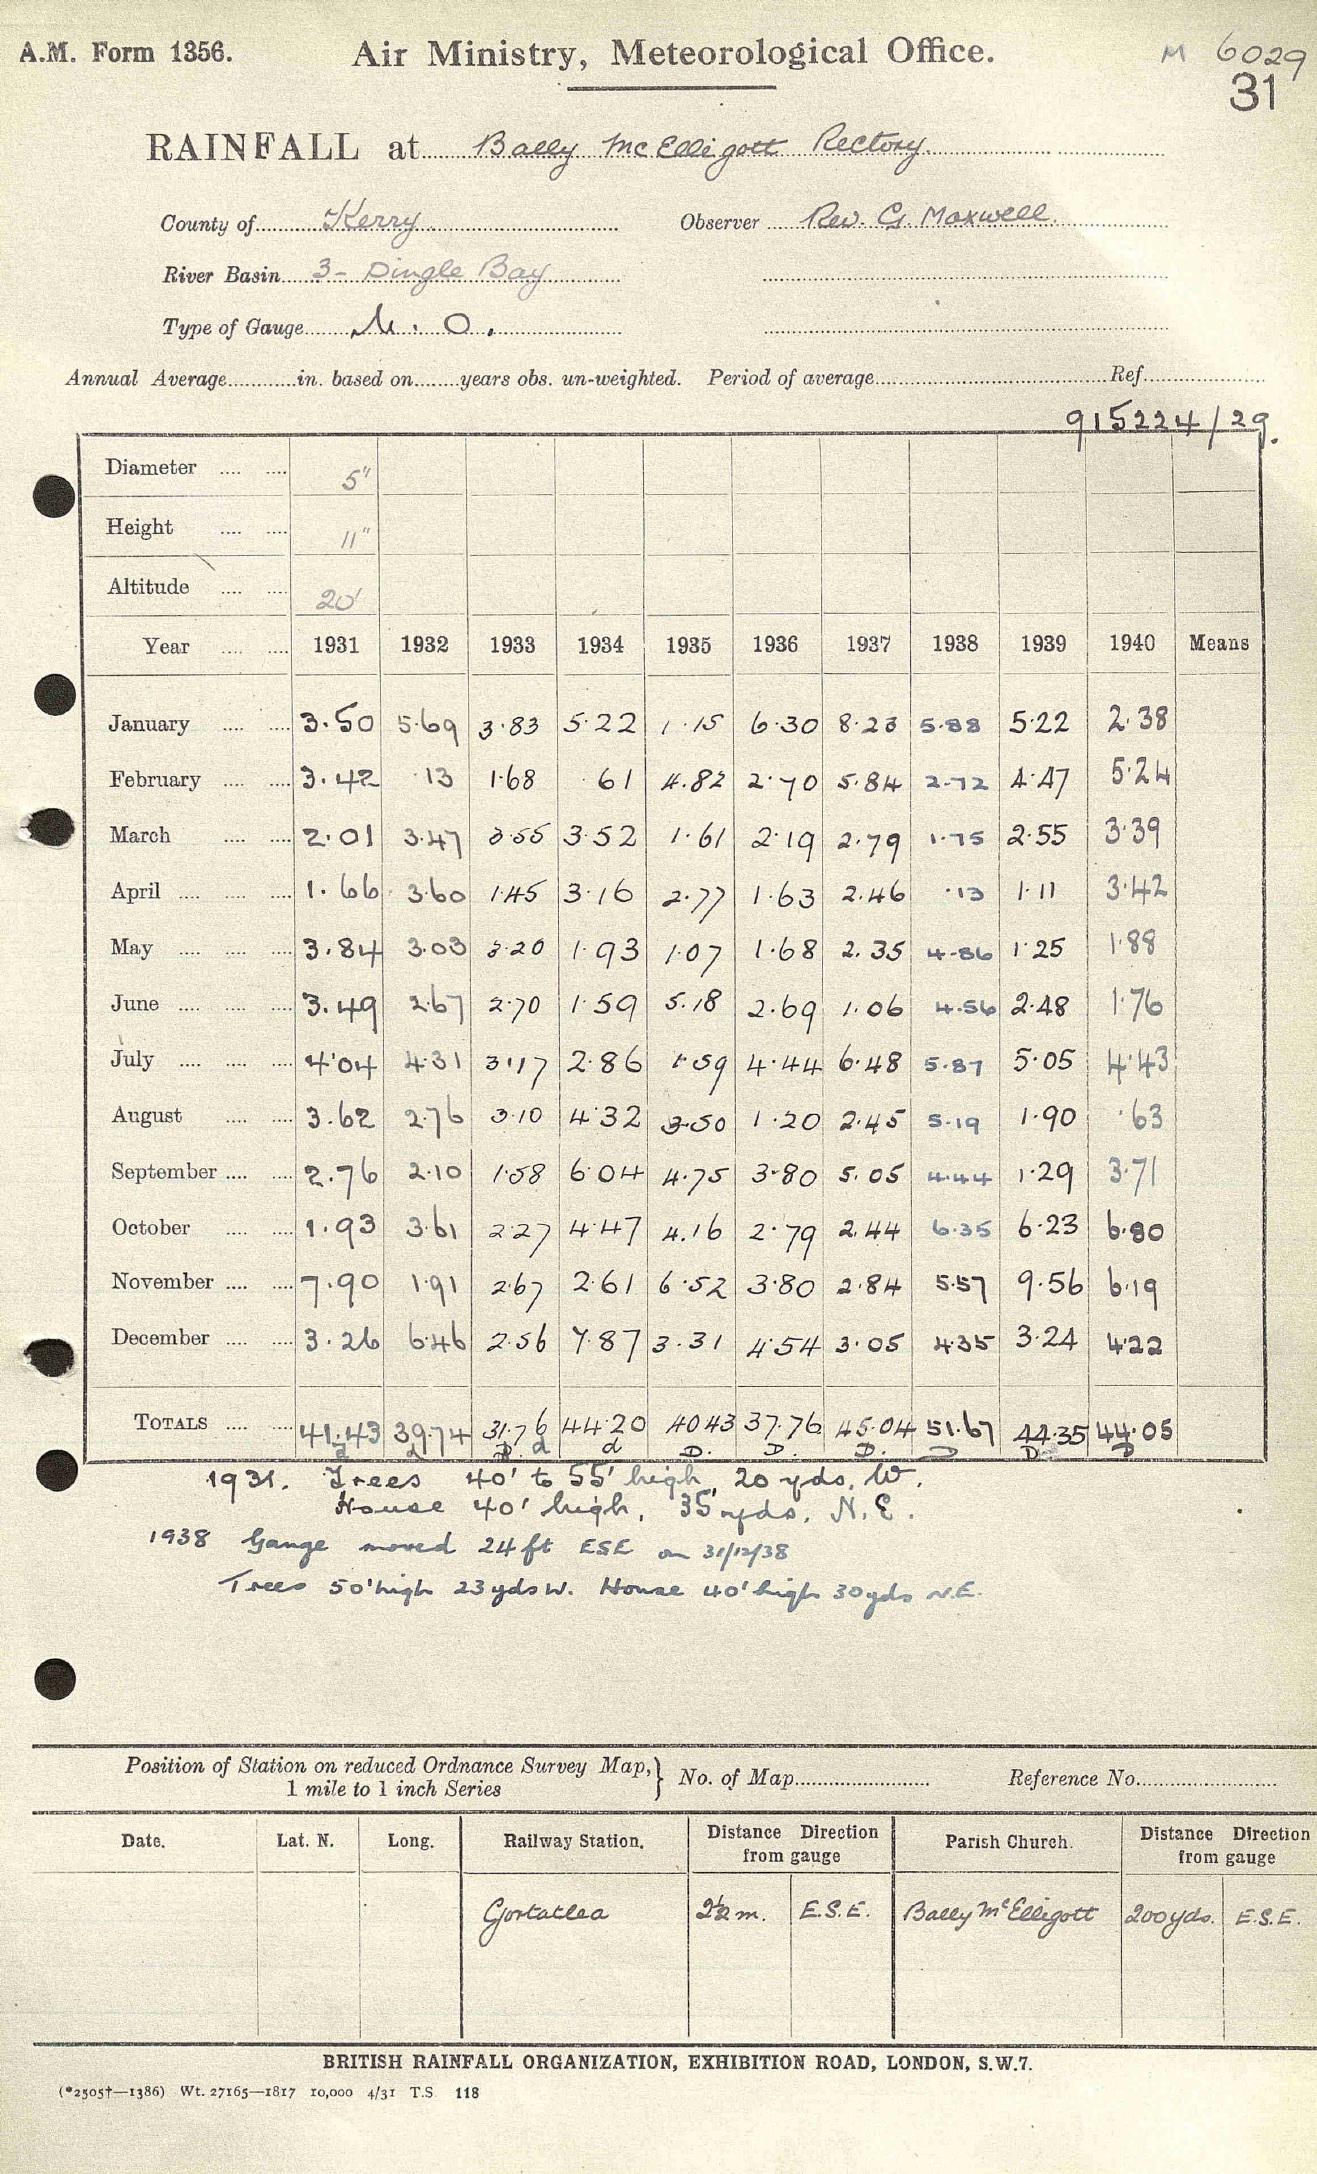 A.M. Form 1356. Air Ministry, Meteorological Office. M 6029
31
RAINFALL at Bally McElligott Rectory
County of Kerry Observer Rev. G. Maxwell.
River Basin 3- Dingle Bay
Type of Gauge M. O.
Annual Average in. based on years obs. un-weighted. Period of average Ref
915224/29.
Diameter 5"
Height 11"
Altitude 20'
Year 1931 1932 1933 1934 1935 1936 1937 1938 1939 1940 Means
January 3.50 5.69 3.83 5.22 1.15 6.30 8.23 5.88 5.22 2.38
February 3.42 .13 1.68 .61 4.82 2.70 5.84 2.72 4.47 5.24
March 2.01 3.47 3.55 3.52 1.61 2.19 2.79 1.75 2.55 3.39
April 1.66 3.60 1.45 3.16 2.77 1.63 2.46 .13 1.11 3.42
May 3.84 3.03 3.20 1.93 1.07 1.68 2.35 4.86 1.25 1.88
June 3.49 2.67 2.70 1.59 5.18 2.69 1.06 4.56 2.48 1.76
July 4.04 4.31 3.17 2.86 1.59 4.44 6.48 5.87 5.05 4.43
August 3.62 2.76 3.10 4.32 3.50 1.20 2.45 5.19 1.90 .63
September 2.76 2.10 1.58 6.04 4.75 3.80 5.05 4.44 1.29 3.71
October 1.93 3.61 2.27 4.47 4.16 2.79 2.44 6.35 6.23 6.80
November 7.90 1.91 2.67 2.61 6.52 3.80 2.84 5.57 9.56 6.19
December 3.26 6.46 2.56 7.87 3.31 4.54 3.05 4.35 3.24 4.22
TOTALS 41.43 39.74 31.76 44.20 40.43 37.76 45.04 51.67 44.35 44.05
D. d d D. D. D. D D D
1931. Trees 40' to 55' high, 20 yds, W.
House 40' high, 35 yds, N.E.
1938 Gauge moved 24 ft ESE on 31/12/38
Trees 50' high 23 yds W. House 40' high 30 yds N.E.
Position of Station on reduced Ordnance Survey Map, 1 mile to 1 inch Series } No. of Map Reference No.
Date. Lat. N. Long. Railway Station. Distance Direction from gauge Parish Church. Distance Direction from gauge
Gortatlea 2½ m. E.S.E. Bally McElligott 200 yds. E.S.E.
BRITISH RAINFALL ORGANIZATION, EXHIBITION ROAD, LONDON, S.W.7.
(*2505†—1386) Wt. 27165—1817 10,000 4/31 T.S. 118